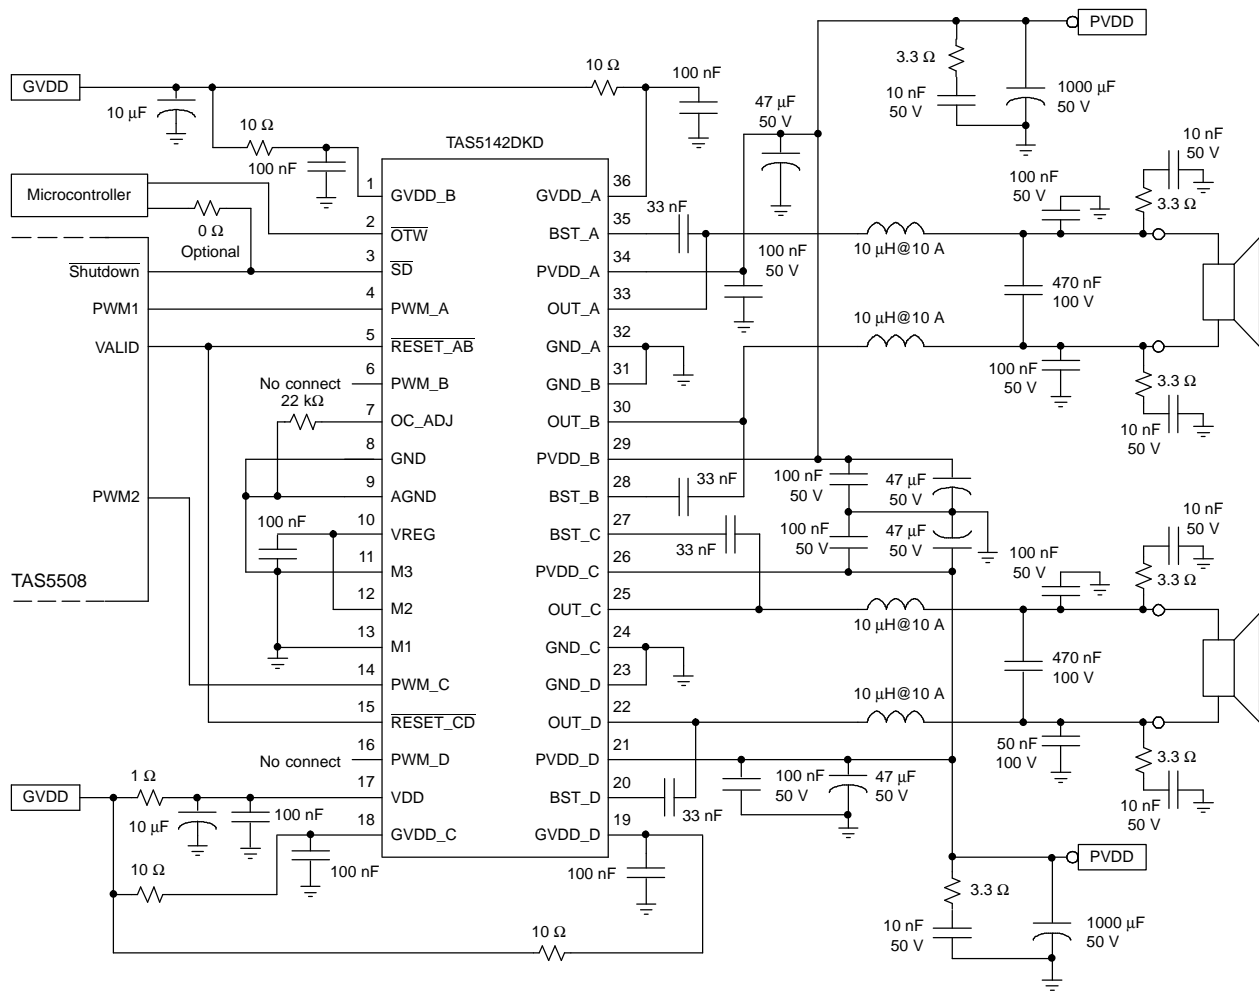 PVDD
3.3 Ω
10 nF
50 V
1000 μF
50 V
GVDD
10 μF
10 Ω
100 nF
10 Ω
100 nF
47 μF
50 V
TAS5142DKD
Microcontroller
0 Ω
Optional
Shutdown
PWM1
VALID
PWM2
TAS5508
1
GVDD_B
2
OTW
3
SD
4
PWM_A
5
RESET_AB
6
PWM_B
No connect
22 kΩ
7
OC_ADJ
8
GND
9
AGND
100 nF
10
VREG
11
M3
12
M2
13
M1
14
PWM_C
15
RESET_CD
16
PWM_D
No connect
17
VDD
18
GVDD_C
36
GVDD_A
35
BST_A
34
PVDD_A
33
OUT_A
32
GND_A
31
GND_B
30
OUT_B
29
PVDD_B
28
BST_B
27
BST_C
26
PVDD_C
25
OUT_C
24
GND_C
23
GND_D
22
OUT_D
21
PVDD_D
20
BST_D
19
GVDD_D
33 nF
100 nF
50 V
10 μH@10 A
10 μH@10 A
100 nF
50 V
10 nF
50 V
3.3 Ω
470 nF
100 V
100 nF
50 V
3.3 Ω
10 nF
50 V
33 nF
100 nF
50 V
47 μF
50 V
33 nF
100 nF
50 V
47 μF
50 V
10 μH@10 A
10 μH@10 A
100 nF
50 V
10 nF
50 V
3.3 Ω
470 nF
100 V
50 nF
100 V
3.3 Ω
10 nF
50 V
33 nF
100 nF
50 V
47 μF
50 V
GVDD
1 Ω
10 μF
100 nF
10 Ω
100 nF
100 nF
10 Ω
PVDD
3.3 Ω
10 nF
50 V
1000 μF
50 V